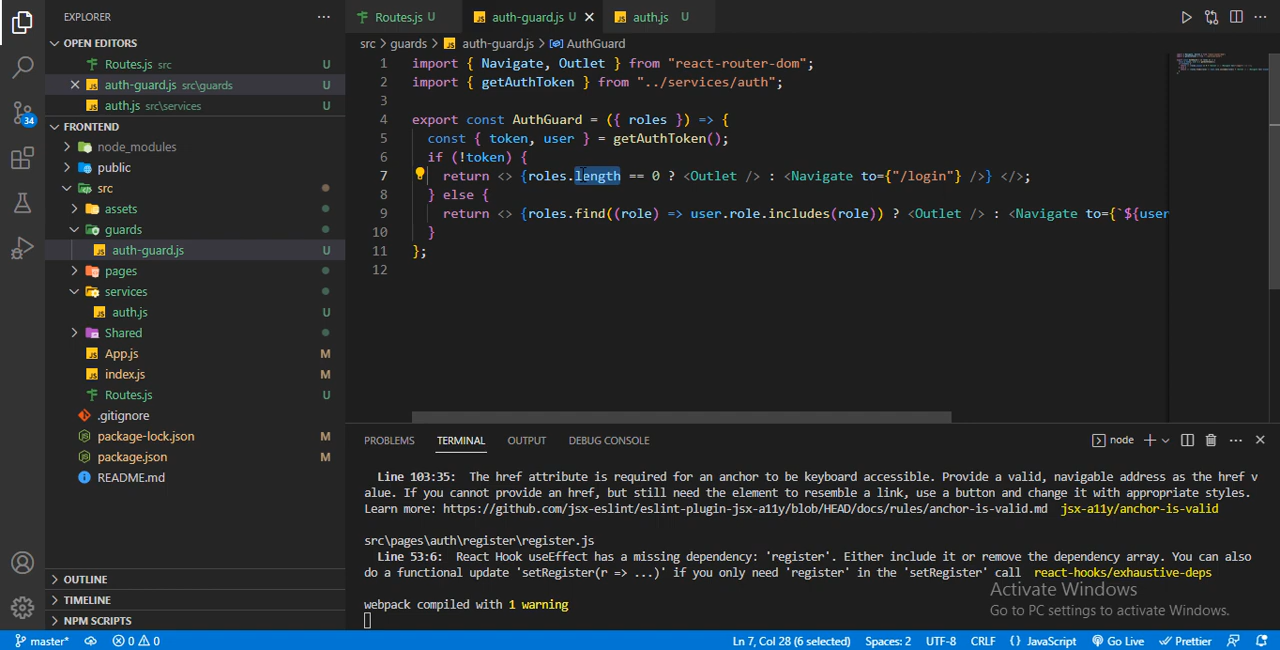 EXPLORER
OPEN EDITORS
Routes.js src U
auth-guard.js src\guards U
auth.js src\services U
FRONTEND
node_modules
public
src
assets
guards
auth-guard.js U
pages
services
auth.js U
Shared
App.js M
index.js M
Routes.js U
.gitignore
package-lock.json M
package.json M
README.md
OUTLINE
TIMELINE
NPM SCRIPTS
34
Routes.js U auth-guard.js U auth.js U
src > guards > auth-guard.js > AuthGuard
1 import { Navigate, Outlet } from "react-router-dom";
2 import { getAuthToken } from "../services/auth";
3
4 export const AuthGuard = ({ roles }) => {
5 const { token, user } = getAuthToken();
6 if (!token) {
7 return <> {roles.length == 0 ? <Outlet /> : <Navigate to={"/login"} />} </>;
8 } else {
9 return <> {roles.find((role) => user.role.includes(role)) ? <Outlet /> : <Navigate to={`${user
10 }
11 };
12
PROBLEMS TERMINAL OUTPUT DEBUG CONSOLE node
Line 103:35: The href attribute is required for an anchor to be keyboard accessible. Provide a valid, navigable address as the href v
alue. If you cannot provide an href, but still need the element to resemble a link, use a button and change it with appropriate styles.
Learn more: https://github.com/jsx-eslint/eslint-plugin-jsx-a11y/blob/HEAD/docs/rules/anchor-is-valid.md jsx-a11y/anchor-is-valid
src\pages\auth\register\register.js
Line 53:6: React Hook useEffect has a missing dependency: 'register'. Either include it or remove the dependency array. You can also
do a functional update 'setRegister(r => ...)' if you only need 'register' in the 'setRegister' call react-hooks/exhaustive-deps
webpack compiled with 1 warning
Activate Windows
Go to PC settings to activate Windows.
master* 0 0 Ln 7, Col 28 (6 selected) Spaces: 2 UTF-8 CRLF {} JavaScript Go Live Prettier